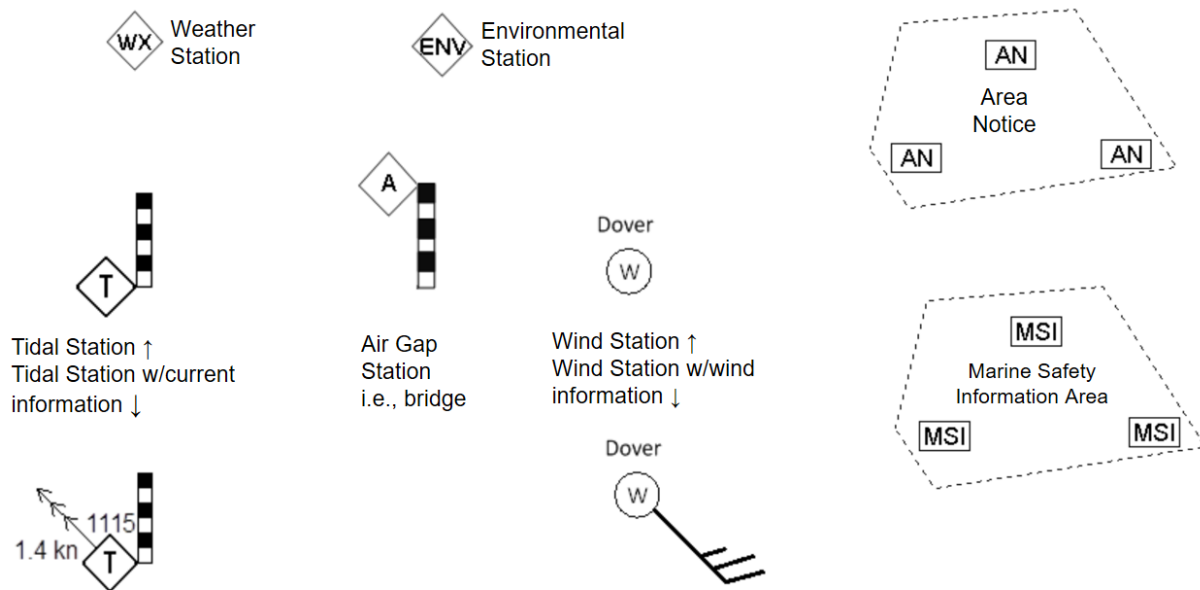 WX
Weather
Station
ENV
Environmental
Station
AN
Area
Notice
AN
AN
A
T
Dover
W
Tidal Station ↑
Tidal Station w/current
information ↓
Air Gap
Station
i.e., bridge
Wind Station ↑
Wind Station w/wind
information ↓
MSI
Marine Safety
Information Area
MSI
MSI
1115
1.4 kn
T
Dover
W